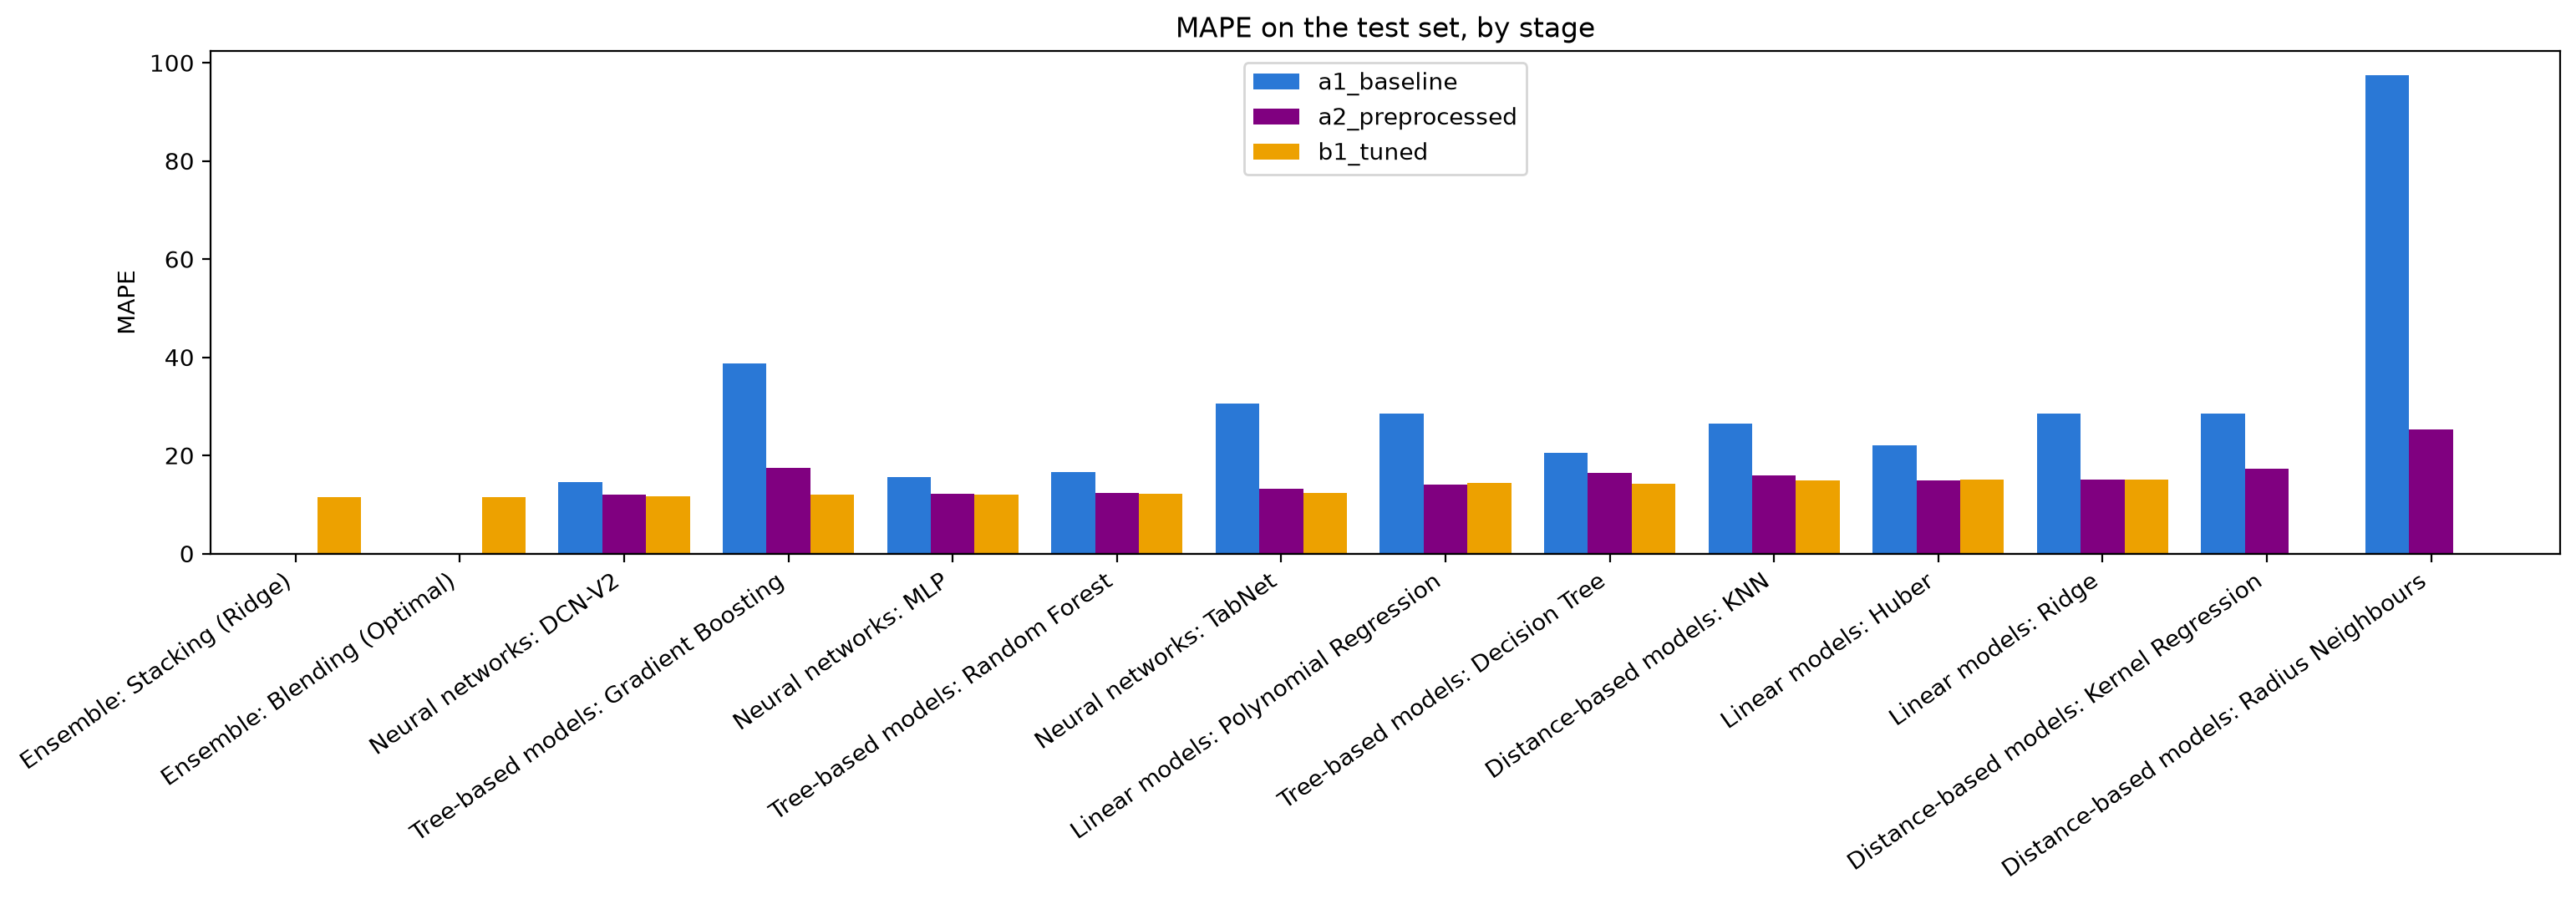 MAPE on the test set, by stage
a1_baseline
a2_preprocessed
b1_tuned
MAPE
100
80
60
40
20
0
Ensemble: Stacking (Ridge)
Ensemble: Blending (Optimal)
Neural networks: DCN-V2
Tree-based models: Gradient Boosting
Neural networks: MLP
Tree-based models: Random Forest
Neural networks: TabNet
Linear models: Polynomial Regression
Tree-based models: Decision Tree
Distance-based models: KNN
Linear models: Huber
Linear models: Ridge
Distance-based models: Kernel Regression
Distance-based models: Radius Neighbours